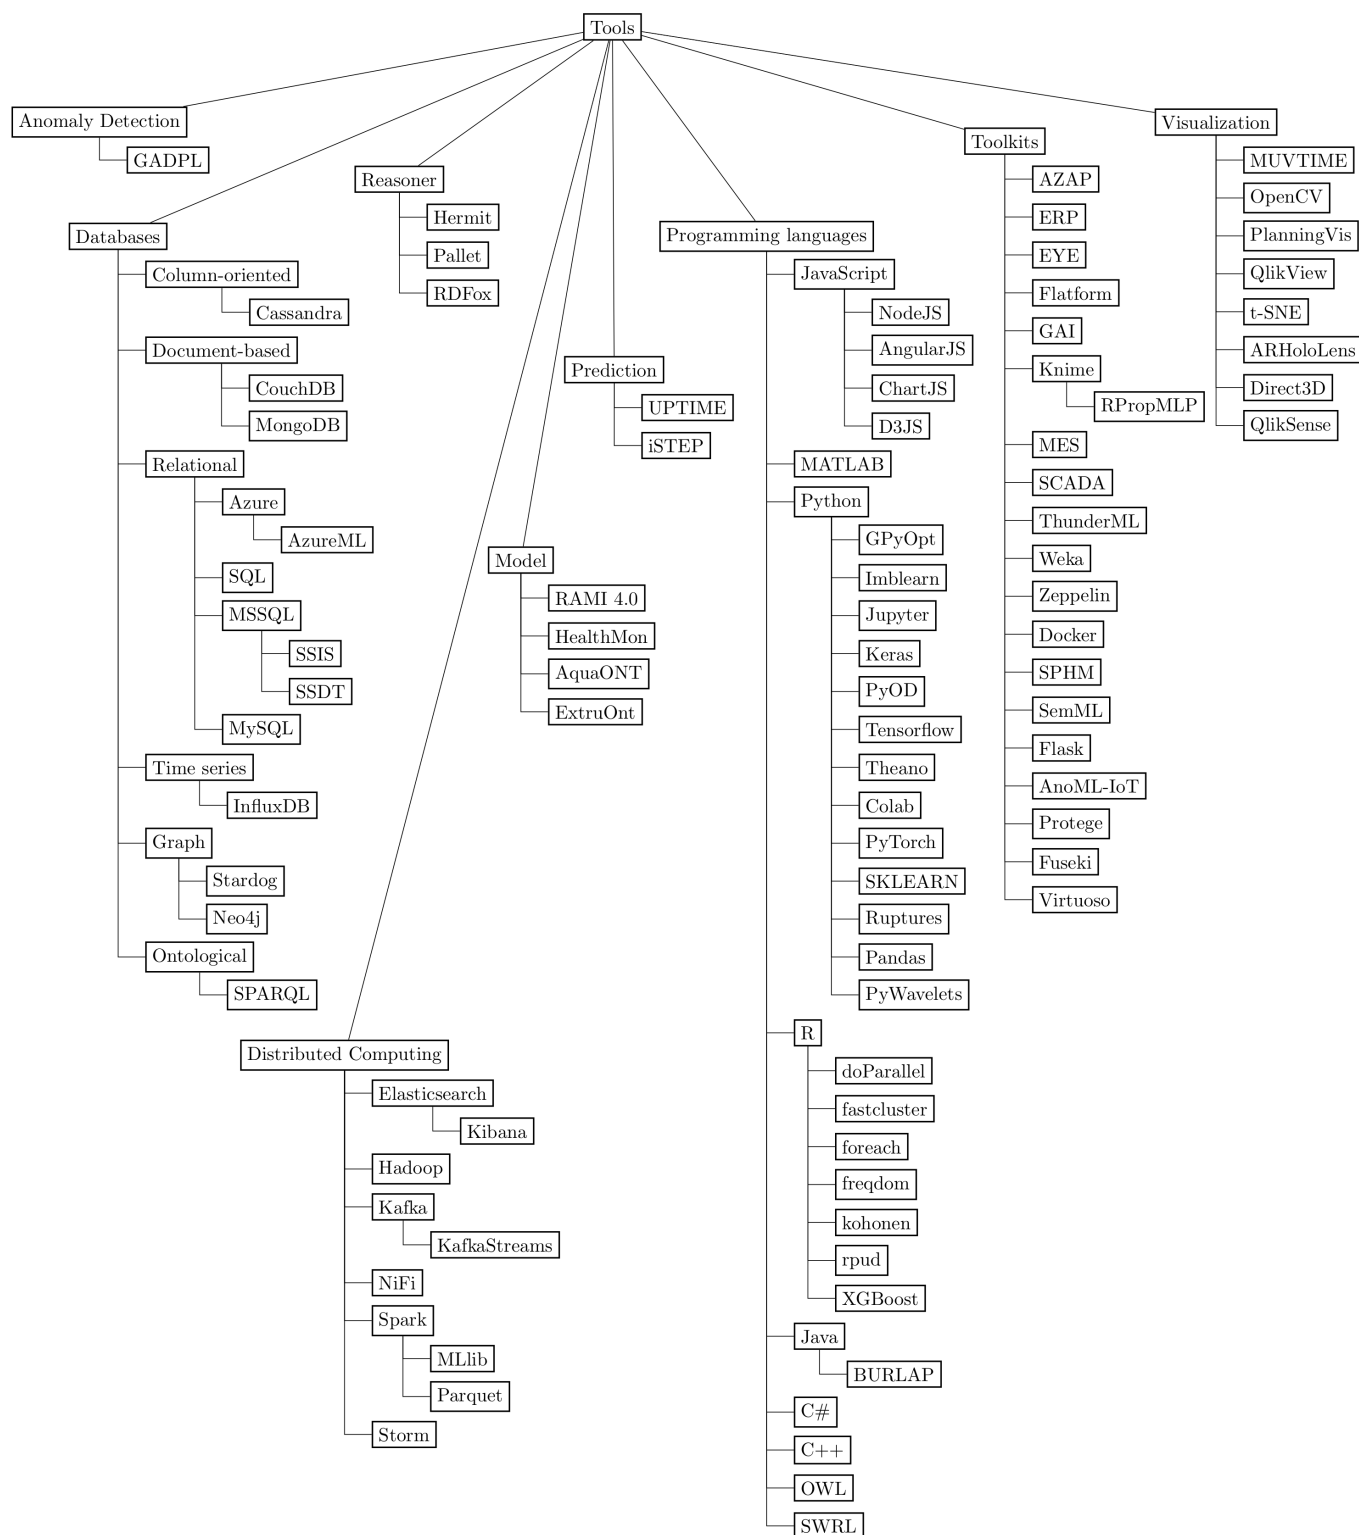 Tools
Anomaly Detection
GADPL
Databases
Column-oriented
Cassandra
Document-based
CouchDB
MongoDB
Relational
Azure
AzureML
SQL
MSSQL
SSIS
SSDT
MySQL
Time series
InfluxDB
Graph
Stardog
Neo4j
Ontological
SPARQL
Reasoner
Hermit
Pallet
RDFox
Distributed Computing
Elasticsearch
Kibana
Hadoop
Kafka
KafkaStreams
NiFi
Spark
MLlib
Parquet
Storm
Model
RAMI 4.0
HealthMon
AquaONT
ExtruOnt
Prediction
UPTIME
iSTEP
Programming languages
JavaScript
NodeJS
AngularJS
ChartJS
D3JS
MATLAB
Python
GPyOpt
Imblearn
Jupyter
Keras
PyOD
Tensorflow
Theano
Colab
PyTorch
SKLEARN
Ruptures
Pandas
PyWavelets
R
doParallel
fastcluster
foreach
freqdom
kohonen
rpud
XGBoost
Java
BURLAP
C#
C++
OWL
SWRL
Toolkits
AZAP
ERP
EYE
Flatform
GAI
Knime
RPropMLP
MES
SCADA
ThunderML
Weka
Zeppelin
Docker
SPHM
SemML
Flask
AnoML-IoT
Protege
Fuseki
Virtuoso
Visualization
MUVTIME
OpenCV
PlanningVis
QlikView
t-SNE
ARHoloLens
Direct3D
QlikSense